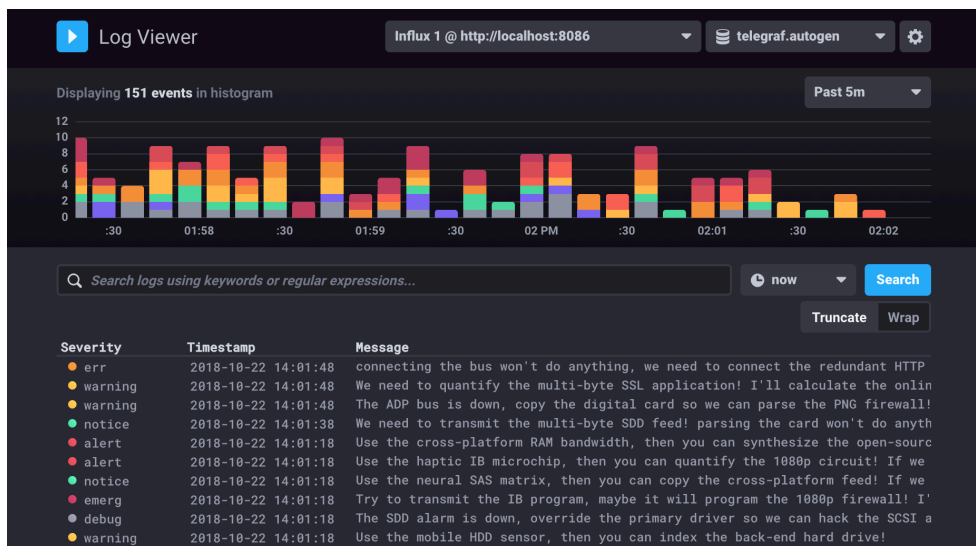 Log Viewer
Influx 1 @ http://localhost:8086
telegraf.autogen
Displaying 151 events in histogram
Past 5m
12
10
8
6
4
2
0
:30 01:58 :30 01:59 :30 02 PM :30 02:01 :30 02:02
Search logs using keywords or regular expressions...
now
Search
Truncate Wrap
Severity Timestamp Message
err 2018-10-22 14:01:48 connecting the bus won't do anything, we need to connect the redundant HTTP
warning 2018-10-22 14:01:48 We need to quantify the multi-byte SSL application! I'll calculate the onlin
warning 2018-10-22 14:01:48 The ADP bus is down, copy the digital card so we can parse the PNG firewall!
notice 2018-10-22 14:01:38 We need to transmit the multi-byte SDD feed! parsing the card won't do anyth
alert 2018-10-22 14:01:18 Use the cross-platform RAM bandwidth, then you can synthesize the open-sourc
alert 2018-10-22 14:01:18 Use the haptic IB microchip, then you can quantify the 1080p circuit! If we
notice 2018-10-22 14:01:18 Use the neural SAS matrix, then you can copy the cross-platform feed! If we
emerg 2018-10-22 14:01:18 Try to transmit the IB program, maybe it will program the 1080p firewall! I'
debug 2018-10-22 14:01:18 The SDD alarm is down, override the primary driver so we can hack the SCSI a
warning 2018-10-22 14:01:18 Use the mobile HDD sensor, then you can index the back-end hard drive!